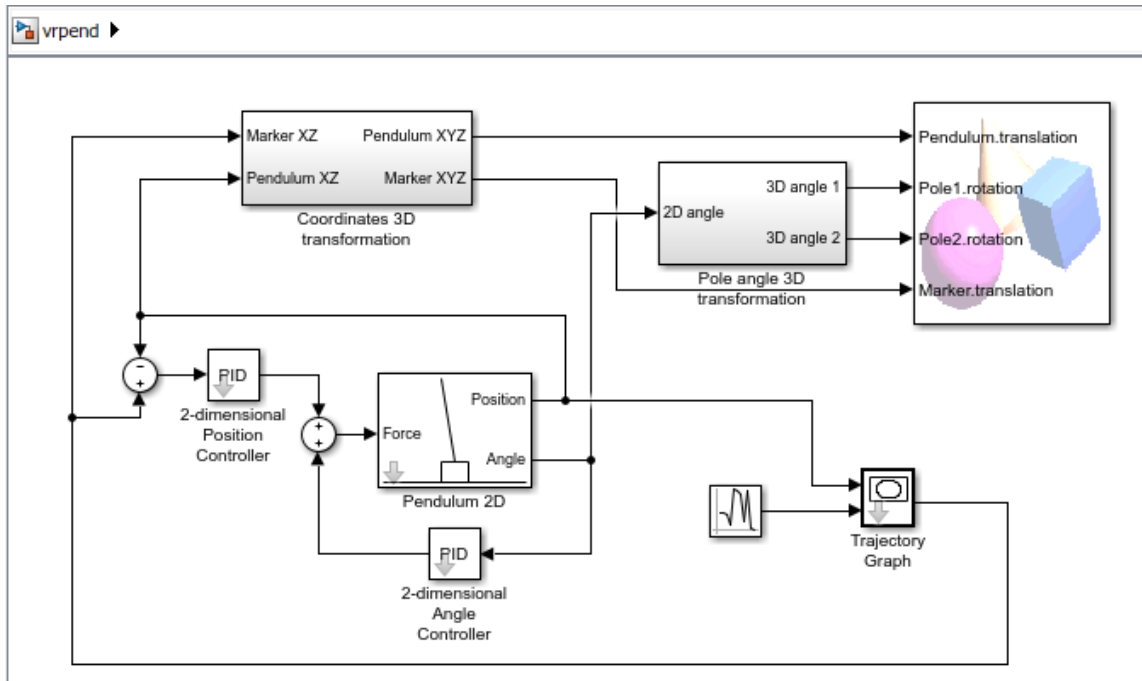 vrpend
Marker XZ
Pendulum XYZ
Pendulum XZ
Marker XYZ
Coordinates 3D
transformation
2D angle
3D angle 1
3D angle 2
Pole angle 3D
transformation
Pendulum.translation
Pole1.rotation
Pole2.rotation
Marker.translation
−
+
PID
2-dimensional
Position
Controller
+
+
Force
Position
Angle
Pendulum 2D
PID
2-dimensional
Angle
Controller
Trajectory
Graph